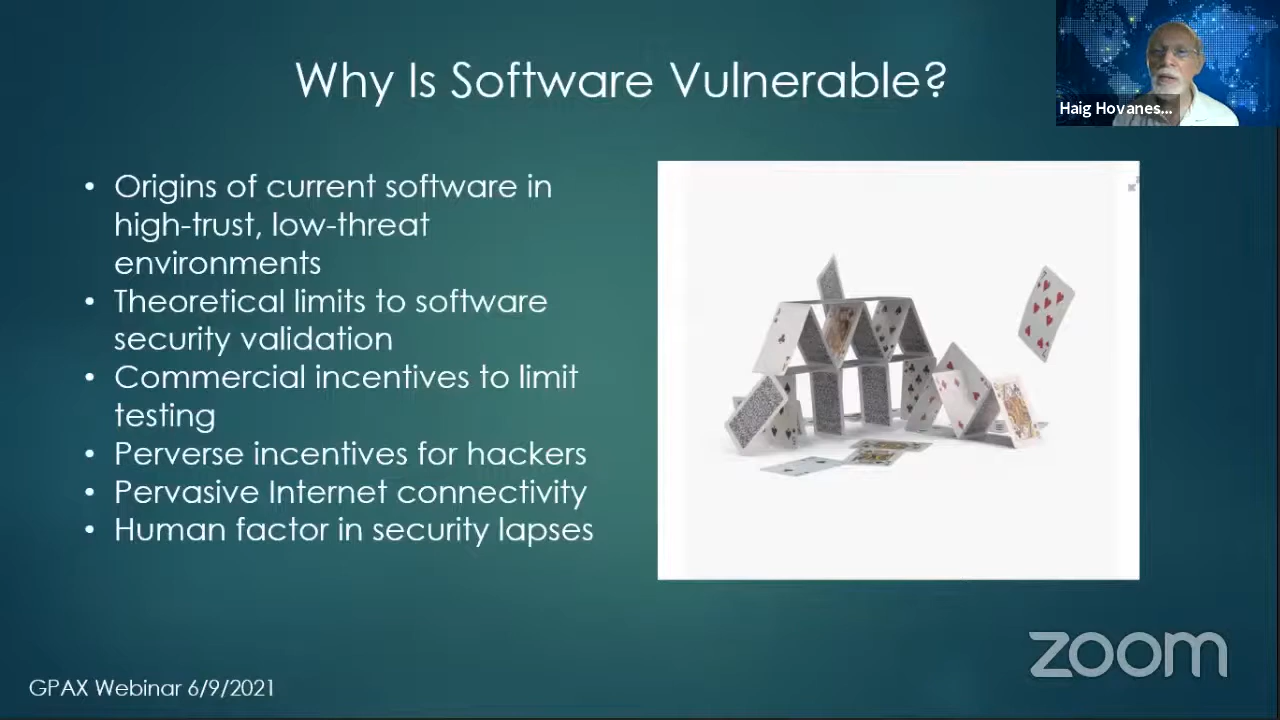 Why Is Software Vulnerable?
Haig Hovanes...
• Origins of current software in
high-trust, low-threat
environments
• Theoretical limits to software
security validation
• Commercial incentives to limit
testing
• Perverse incentives for hackers
• Pervasive Internet connectivity
• Human factor in security lapses
zoom
GPAX Webinar 6/9/2021